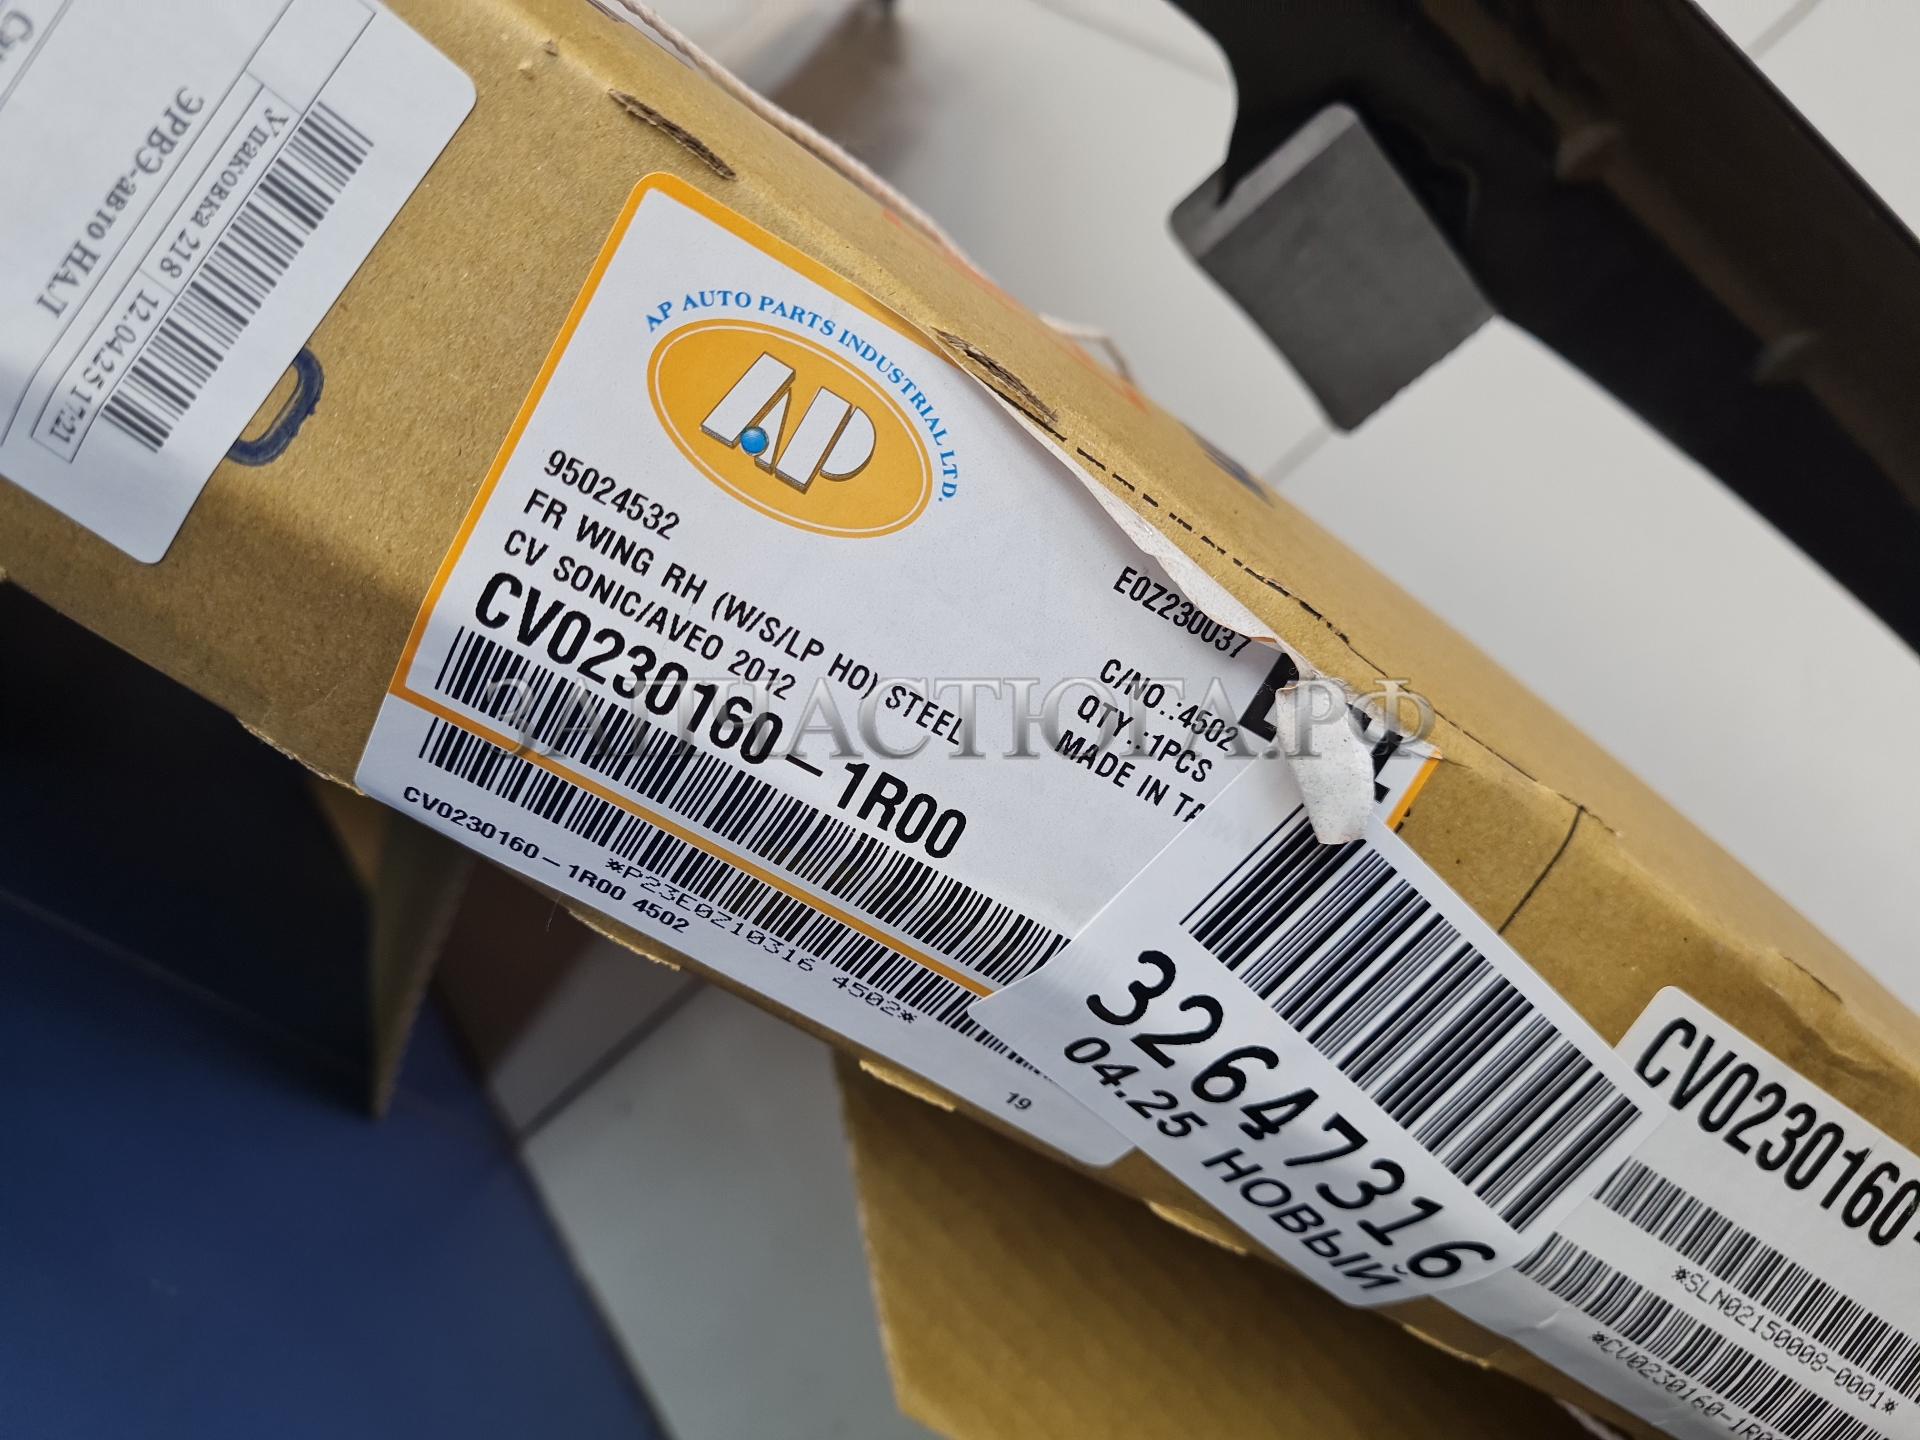 ЭРВЭ-авто НАЛ
Упаковка 218 12.04.25 17:21
AP AUTO PARTS INDUSTRIAL LTD.
AP
95024532
FR WING RH (W/S/LP HO) STEEL
CV SONIC/AVEO 2012
CV0230160-1R00
E0Z230037
C/NO.:4502
QTY.:1PCS
MADE IN
*P23E0Z10316 4502*
CV0230160-1R00 4502
19
32647316
04.25 НОВЫЙ
CV0230160
*SLN02150008-0001*
*CV0230160-1R0
ЗАПЧАСТЮГА.РФ